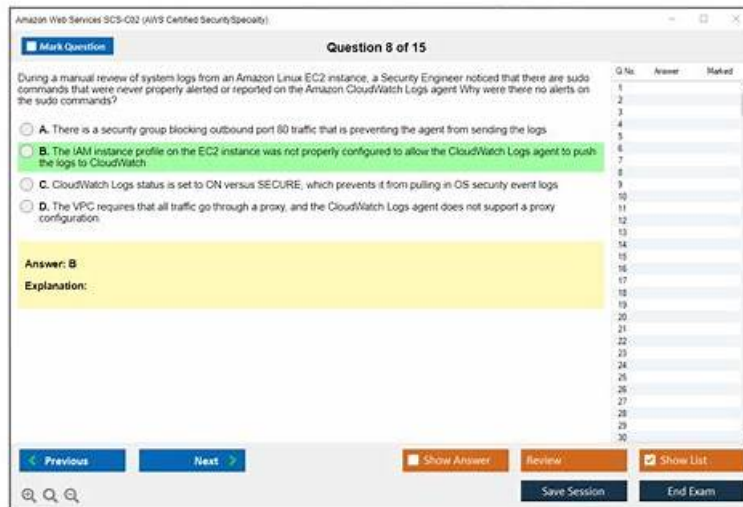 Amazon Web Services SCS-C02 (AWS Certified SecuritySpecialty)
Mark Question
Question 8 of 15
During a manual review of system logs from an Amazon Linux EC2 instance, a Security Engineer noticed that there are sudo
commands that were never properly alerted or reported on the Amazon CloudWatch Logs agent Why were there no alerts on
the sudo commands?
A. There is a security group blocking outbound port 80 traffic that is preventing the agent from sending the logs
B. The IAM instance profile on the EC2 instance was not properly configured to allow the CloudWatch Logs agent to push
the logs to CloudWatch
C. CloudWatch Logs status is set to ON versus SECURE, which prevents it from pulling in OS security event logs
D. The VPC requires that all traffic go through a proxy, and the CloudWatch Logs agent does not support a proxy
configuration.
Answer: B
Explanation:
Q No. Answer Marked
1
2
3
4
5
6
7
8
9
10
11
12
13
14
15
16
17
18
19
20
21
22
23
24
25
26
27
28
29
30
Previous
Next
Show Answer
Review
Show List
Save Session
End Exam